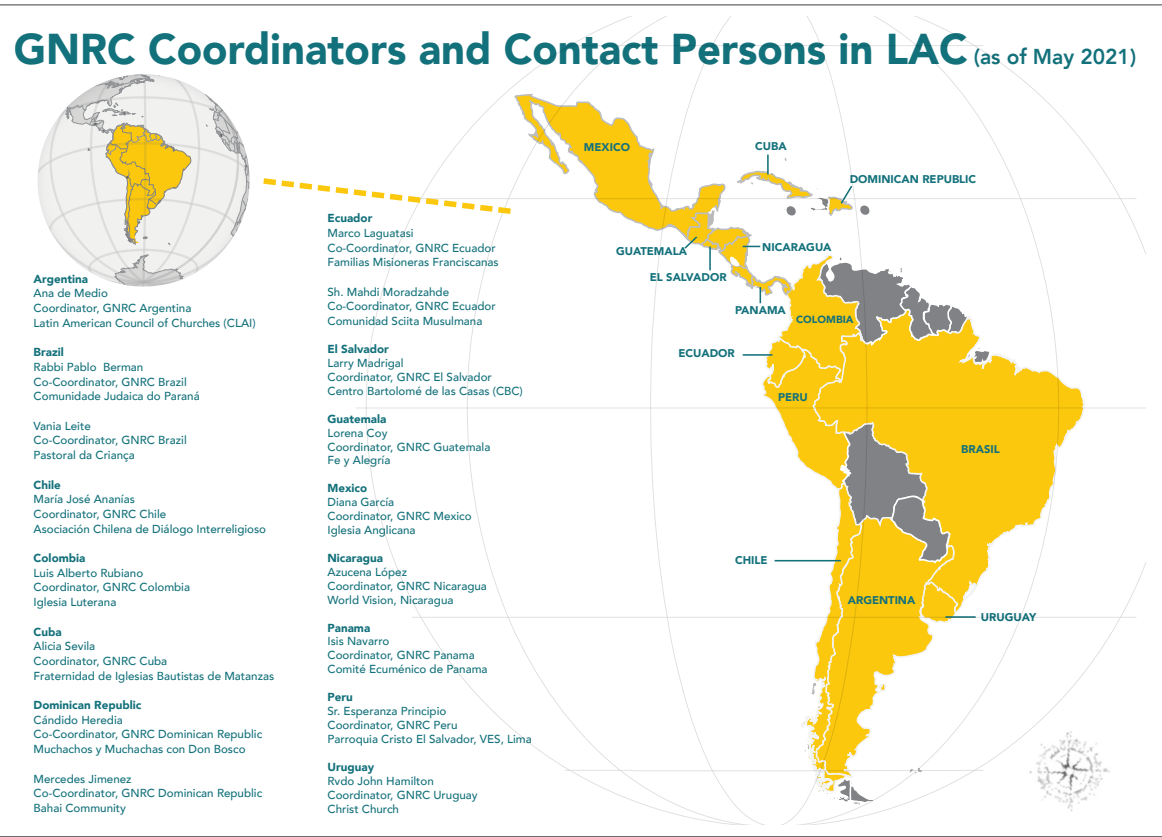 GNRC Coordinators and Contact Persons in LAC (as of May 2021)
Argentina
Ana de Medio
Coordinator, GNRC Argentina
Latin American Council of Churches (CLAI)
Brazil
Rabbi Pablo Berman
Co-Coordinator, GNRC Brazil
Comunidade Judaica do Paraná
Vania Leite
Co-Coordinator, GNRC Brazil
Pastoral da Criança
Chile
María José Ananías
Coordinator, GNRC Chile
Asociación Chilena de Diálogo Interreligioso
Colombia
Luis Alberto Rubiano
Coordinator, GNRC Colombia
Iglesia Luterana
Cuba
Alicia Sevila
Coordinator, GNRC Cuba
Fraternidad de Iglesias Bautistas de Matanzas
Dominican Republic
Cándido Heredia
Co-Coordinator, GNRC Dominican Republic
Muchachos y Muchachas con Don Bosco
Mercedes Jimenez
Co-Coordinator, GNRC Dominican Republic
Bahai Community
Ecuador
Marco Laguatasi
Co-Coordinator, GNRC Ecuador
Familias Misioneras Franciscanas
Sh. Mahdi Moradzahde
Co-Coordinator, GNRC Ecuador
Comunidad Sciita Musulmana
El Salvador
Larry Madrigal
Coordinator, GNRC El Salvador
Centro Bartolomé de las Casas (CBC)
Guatemala
Lorena Coy
Coordinator, GNRC Guatemala
Fe y Alegría
Mexico
Diana García
Coordinator, GNRC Mexico
Iglesia Anglicana
Nicaragua
Azucena López
Coordinator, GNRC Nicaragua
World Vision, Nicaragua
Panama
Isis Navarro
Coordinator, GNRC Panama
Comité Ecuménico de Panama
Peru
Sr. Esperanza Principio
Coordinator, GNRC Peru
Parroquia Cristo El Salvador, VES, Lima
Uruguay
Rvdo John Hamilton
Coordinator, GNRC Uruguay
Christ Church
MEXICO
CUBA
DOMINICAN REPUBLIC
GUATEMALA
NICARAGUA
EL SALVADOR
PANAMA
COLOMBIA
ECUADOR
PERU
BRASIL
CHILE
ARGENTINA
URUGUAY